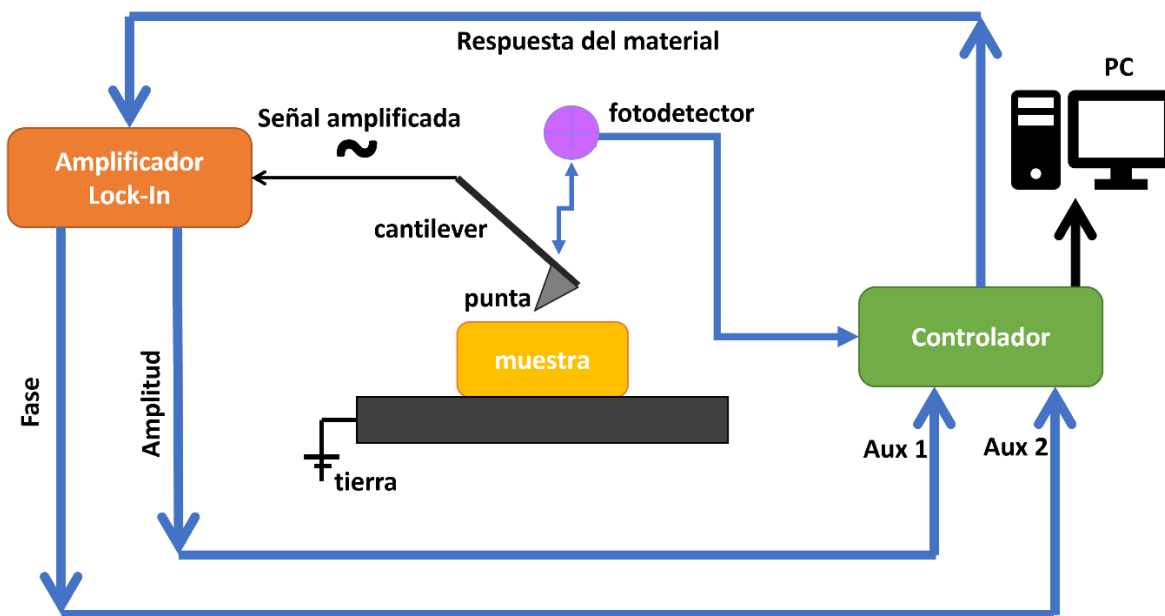 Respuesta del material
PC
Señal amplificada
~
fotodetector
Amplificador
Lock-In
cantilever
punta
Controlador
muestra
Fase
Amplitud
Aux 1
Aux 2
tierra